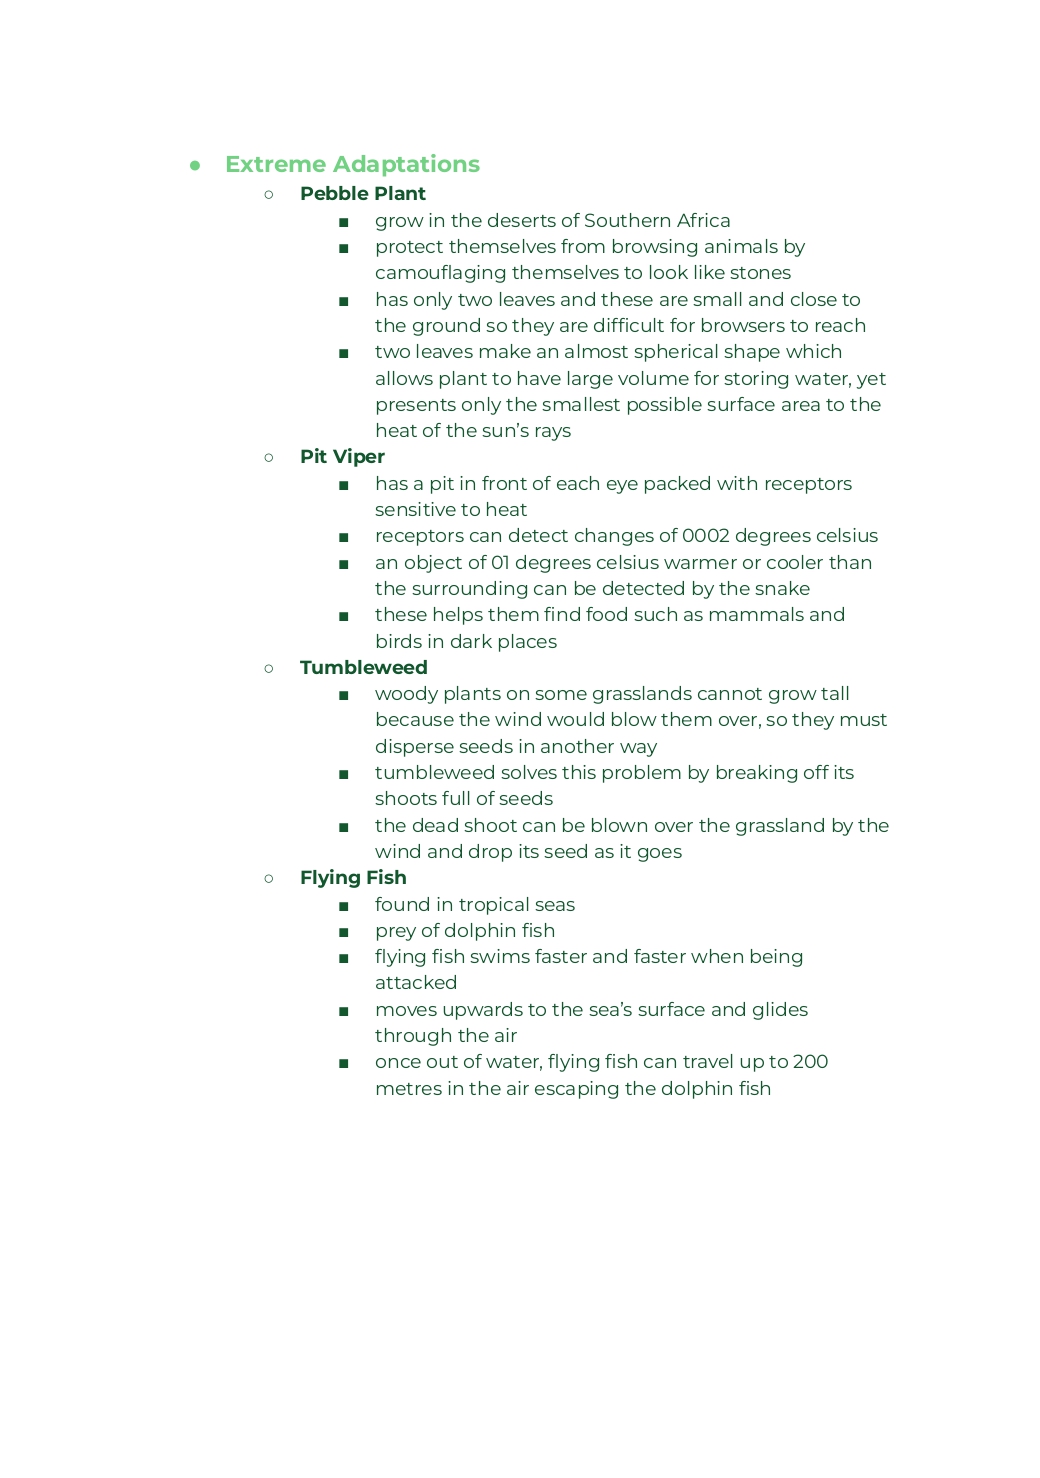 ● Extreme Adaptations
○ Pebble Plant
■ grow in the deserts of Southern Africa
■ protect themselves from browsing animals by
camouflaging themselves to look like stones
■ has only two leaves and these are small and close to
the ground so they are difficult for browsers to reach
■ two leaves make an almost spherical shape which
allows plant to have large volume for storing water, yet
presents only the smallest possible surface area to the
heat of the sun’s rays
○ Pit Viper
■ has a pit in front of each eye packed with receptors
sensitive to heat
■ receptors can detect changes of 0002 degrees celsius
■ an object of 01 degrees celsius warmer or cooler than
the surrounding can be detected by the snake
■ these helps them find food such as mammals and
birds in dark places
○ Tumbleweed
■ woody plants on some grasslands cannot grow tall
because the wind would blow them over, so they must
disperse seeds in another way
■ tumbleweed solves this problem by breaking off its
shoots full of seeds
■ the dead shoot can be blown over the grassland by the
wind and drop its seed as it goes
○ Flying Fish
■ found in tropical seas
■ prey of dolphin fish
■ flying fish swims faster and faster when being
attacked
■ moves upwards to the sea’s surface and glides
through the air
■ once out of water, flying fish can travel up to 200
metres in the air escaping the dolphin fish